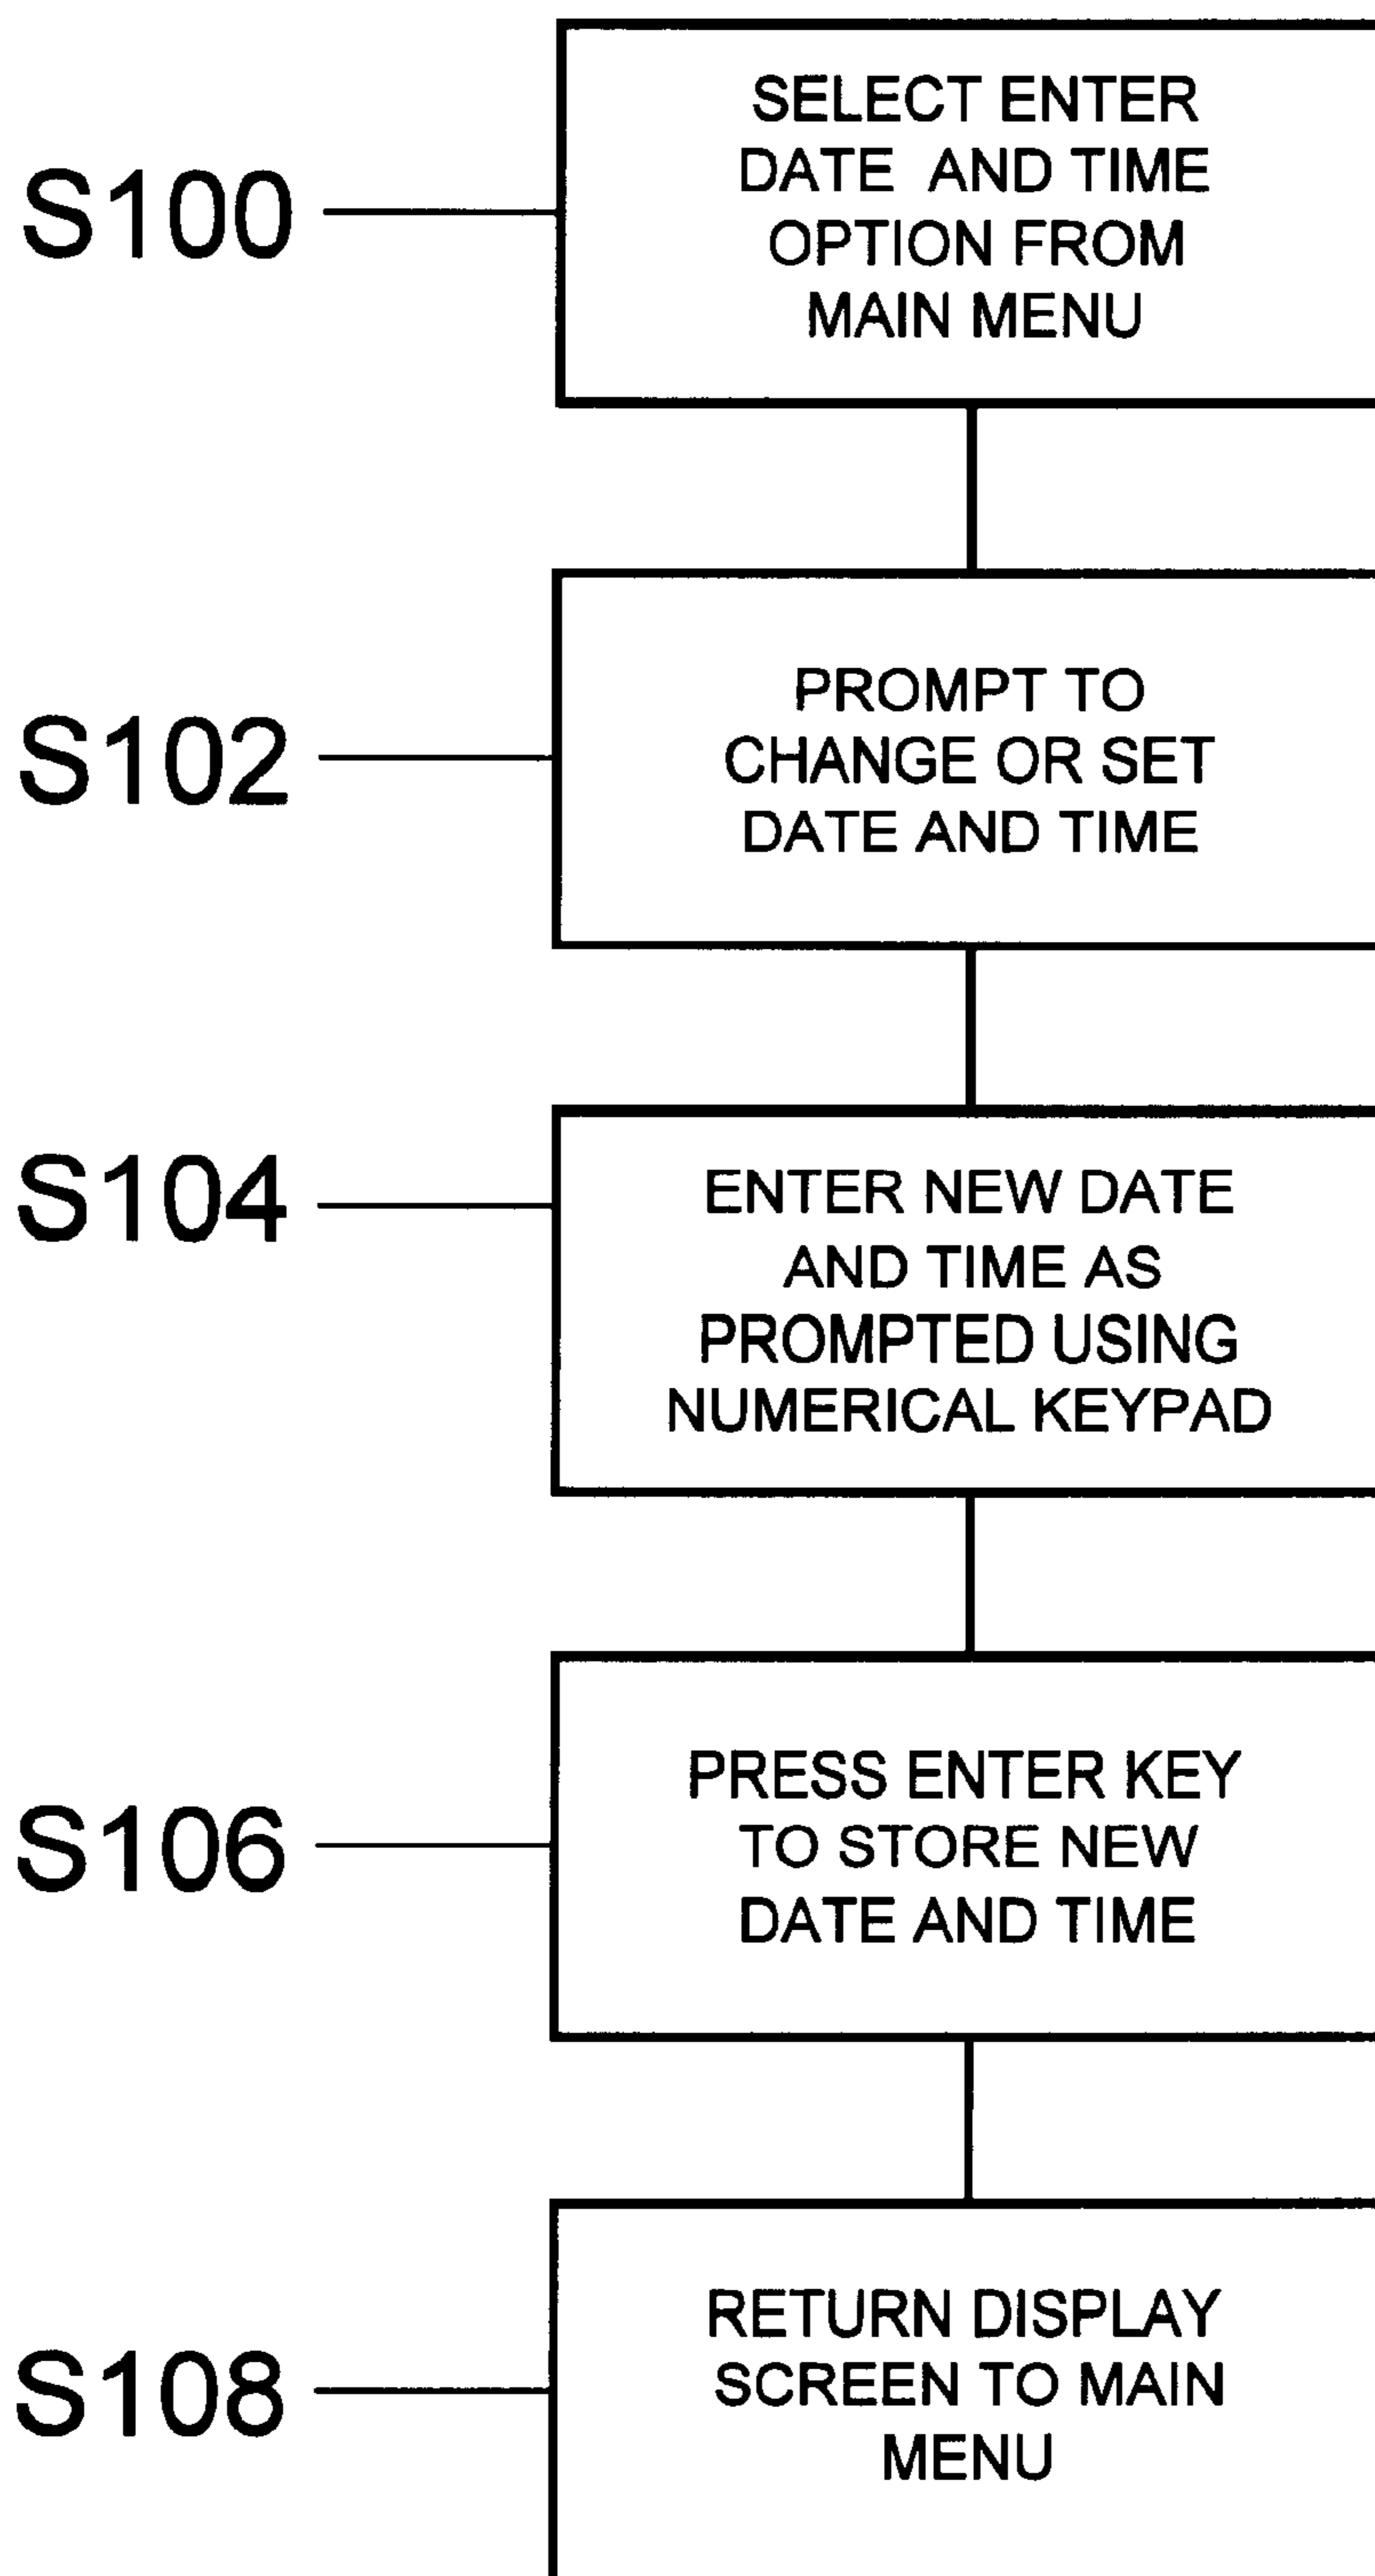 S100
SELECT ENTER
DATE AND TIME
OPTION FROM
MAIN MENU
S102
PROMPT TO
CHANGE OR SET
DATE AND TIME
S104
ENTER NEW DATE
AND TIME AS
PROMPTED USING
NUMERICAL KEYPAD
S106
PRESS ENTER KEY
TO STORE NEW
DATE AND TIME
S108
RETURN DISPLAY
SCREEN TO MAIN
MENU